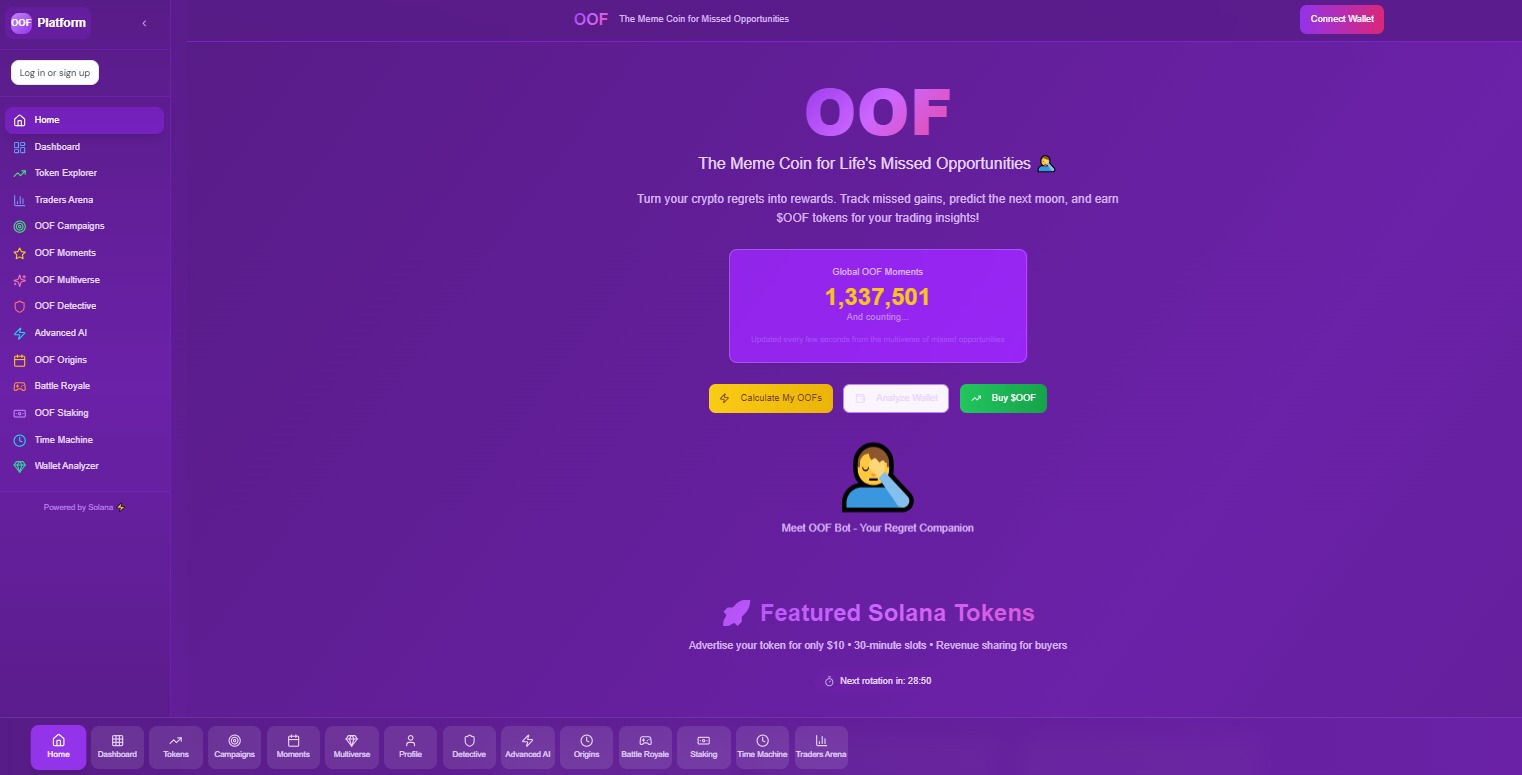 OOF Platform
Log in or sign up
Home
Dashboard
Token Explorer
Traders Arena
OOF Campaigns
OOF Moments
OOF Multiverse
OOF Detective
Advanced AI
OOF Origins
Battle Royale
OOF Staking
Time Machine
Wallet Analyzer
Powered by Solana
OOF The Meme Coin for Missed Opportunities
Connect Wallet
OOF
The Meme Coin for Life's Missed Opportunities
Turn your crypto regrets into rewards. Track missed gains, predict the next moon, and earn
$OOF tokens for your trading insights!
Global OOF Moments
1,337,501
And counting...
Updated every few seconds from the multiverse of missed opportunities
Calculate My OOFs
Analyze Wallet
Buy $OOF
Meet OOF Bot - Your Regret Companion
Featured Solana Tokens
Advertise your token for only $10 • 30-minute slots • Revenue sharing for buyers
Next rotation in: 28:50
Home
Dashboard
Tokens
Campaigns
Moments
Multiverse
Profile
Detective
Advanced AI
Origins
Battle Royale
Staking
Time Machine
Traders Arena